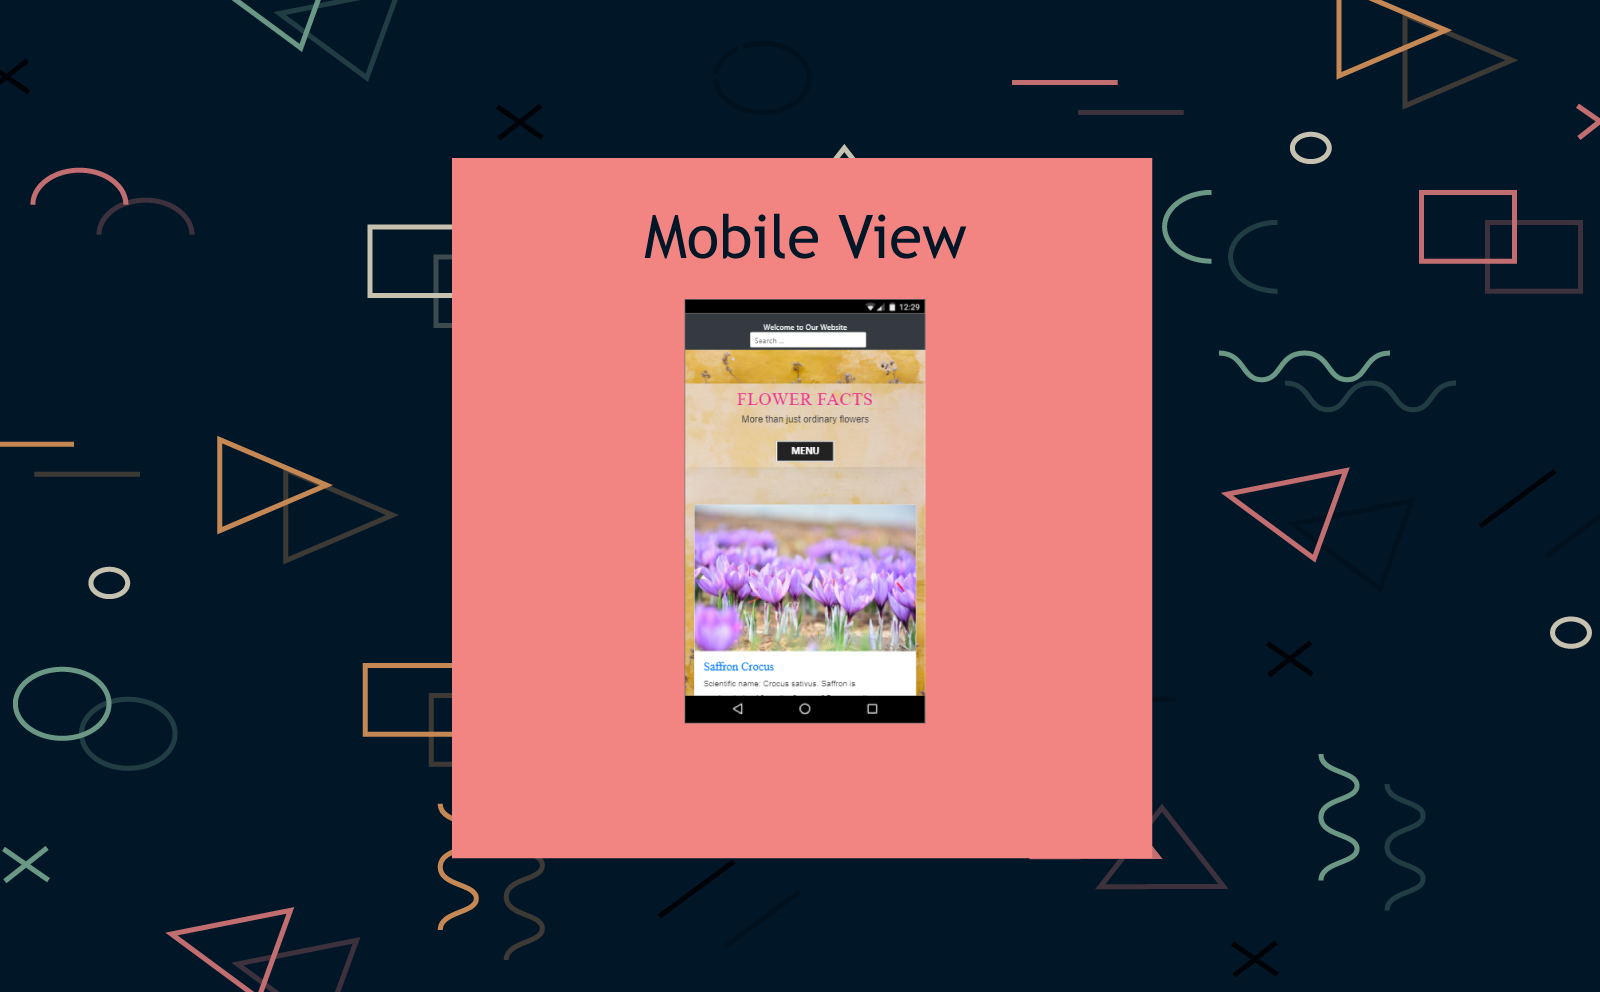 Mobile View
12:29
Welcome to Our Website
Search ...
FLOWER FACTS
More than just ordinary flowers
MENU
Saffron Crocus
Scientific name: Crocus sativus. Saffron is